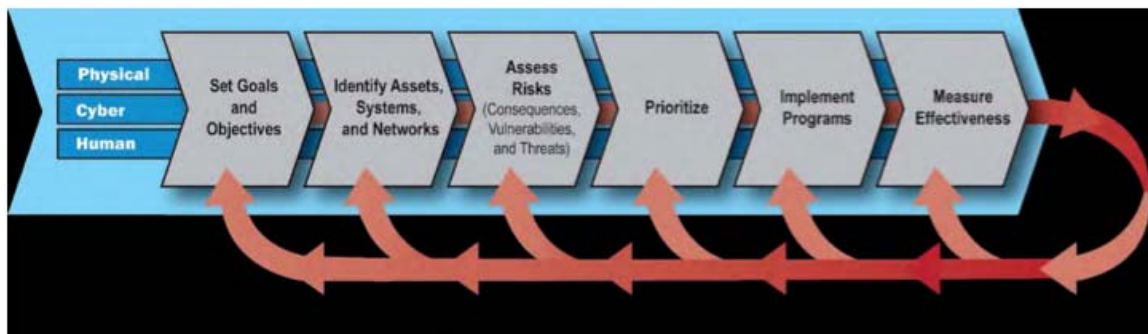 Physical
Cyber
Human
Set Goals
and
Objectives
Identify Assets,
Systems,
and Networks
Assess
Risks
(Consequences,
Vulnerabilities,
and Threats)
Prioritize
Implement
Programs
Measure
Effectiveness